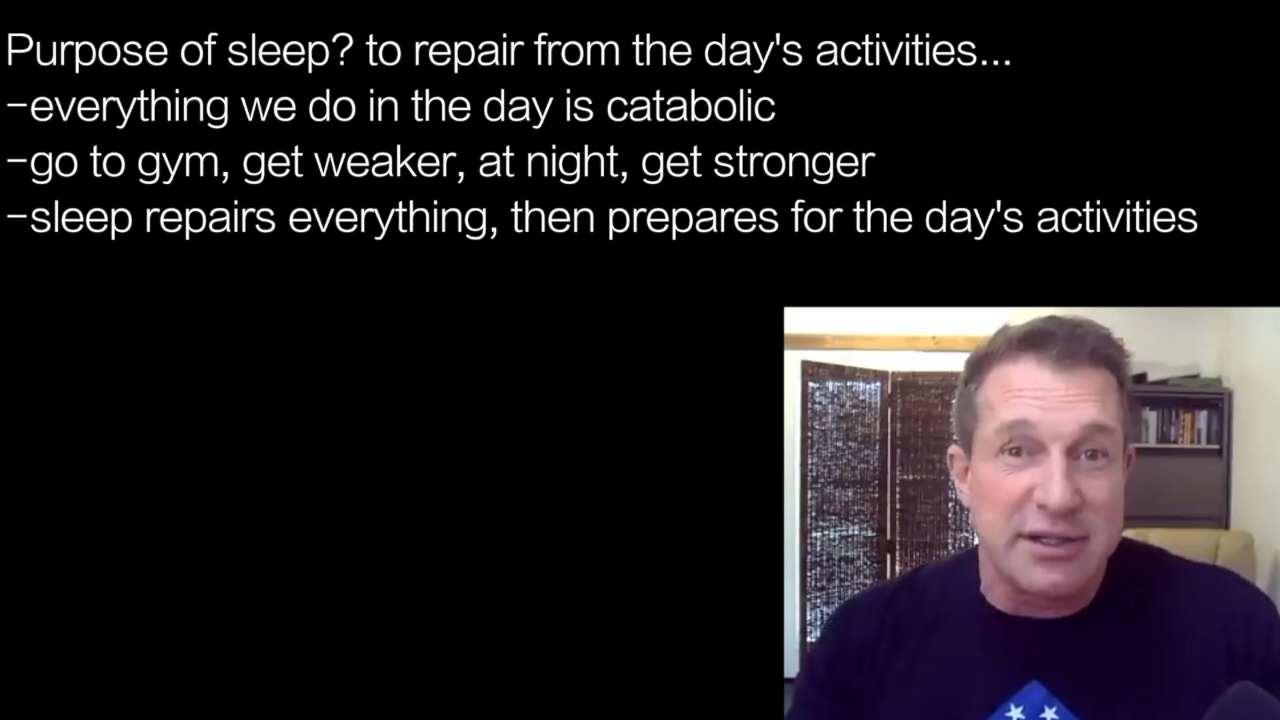 Purpose of sleep? to repair from the day's activities...
-everything we do in the day is catabolic
-go to gym, get weaker, at night, get stronger
-sleep repairs everything, then prepares for the day's activities